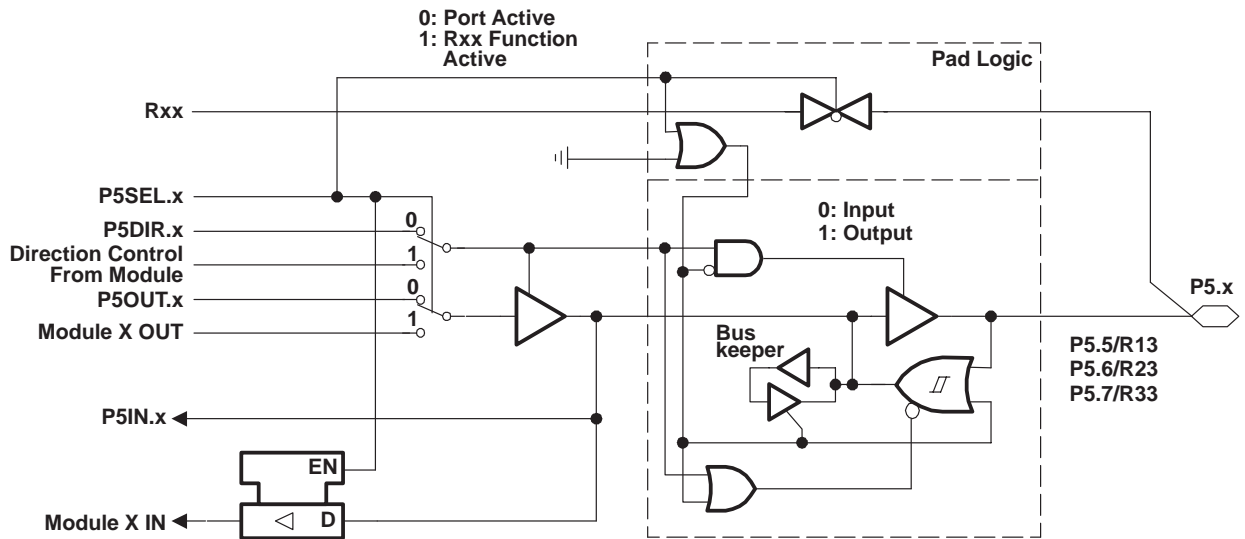 0: Port Active
1: Rxx Function
Active
Pad Logic
Rxx
P5SEL.x
P5DIR.x
0
Direction Control
From Module
1
P5OUT.x
0
Module X OUT
1
0: Input
1: Output
P5.x
Bus
keeper
P5.5/R13
P5.6/R23
P5.7/R33
P5IN.x
EN
Module X IN
D